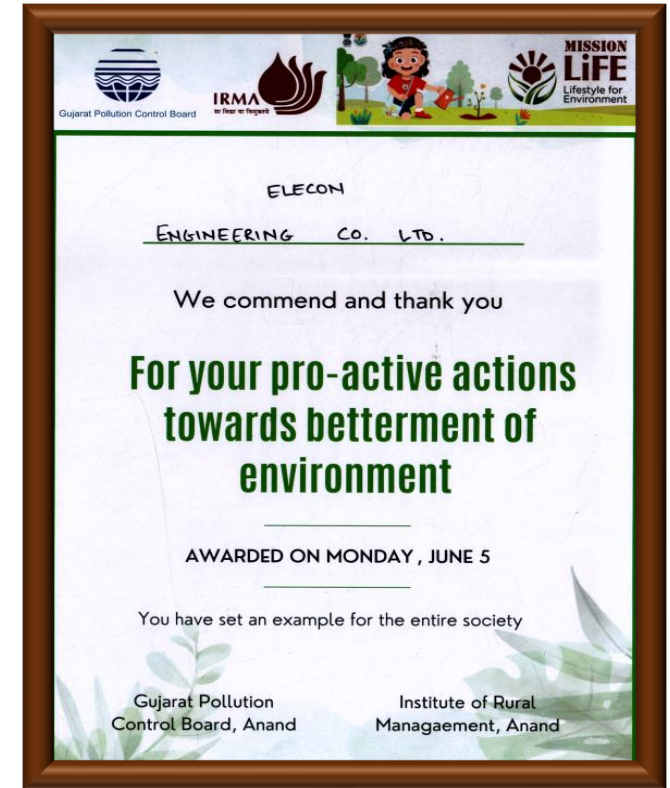 Gujarat Pollution Control Board
IRMA
या विद्या या विमुक्तये
MISSION
LiFE
Lifestyle for
Environment
ELECON
ENGINEERING CO. LTD.
We commend and thank you
For your pro-active actions
towards betterment of
environment
AWARDED ON MONDAY, JUNE 5
You have set an example for the entire society
Gujarat Pollution
Control Board, Anand
Institute of Rural
Managaement, Anand